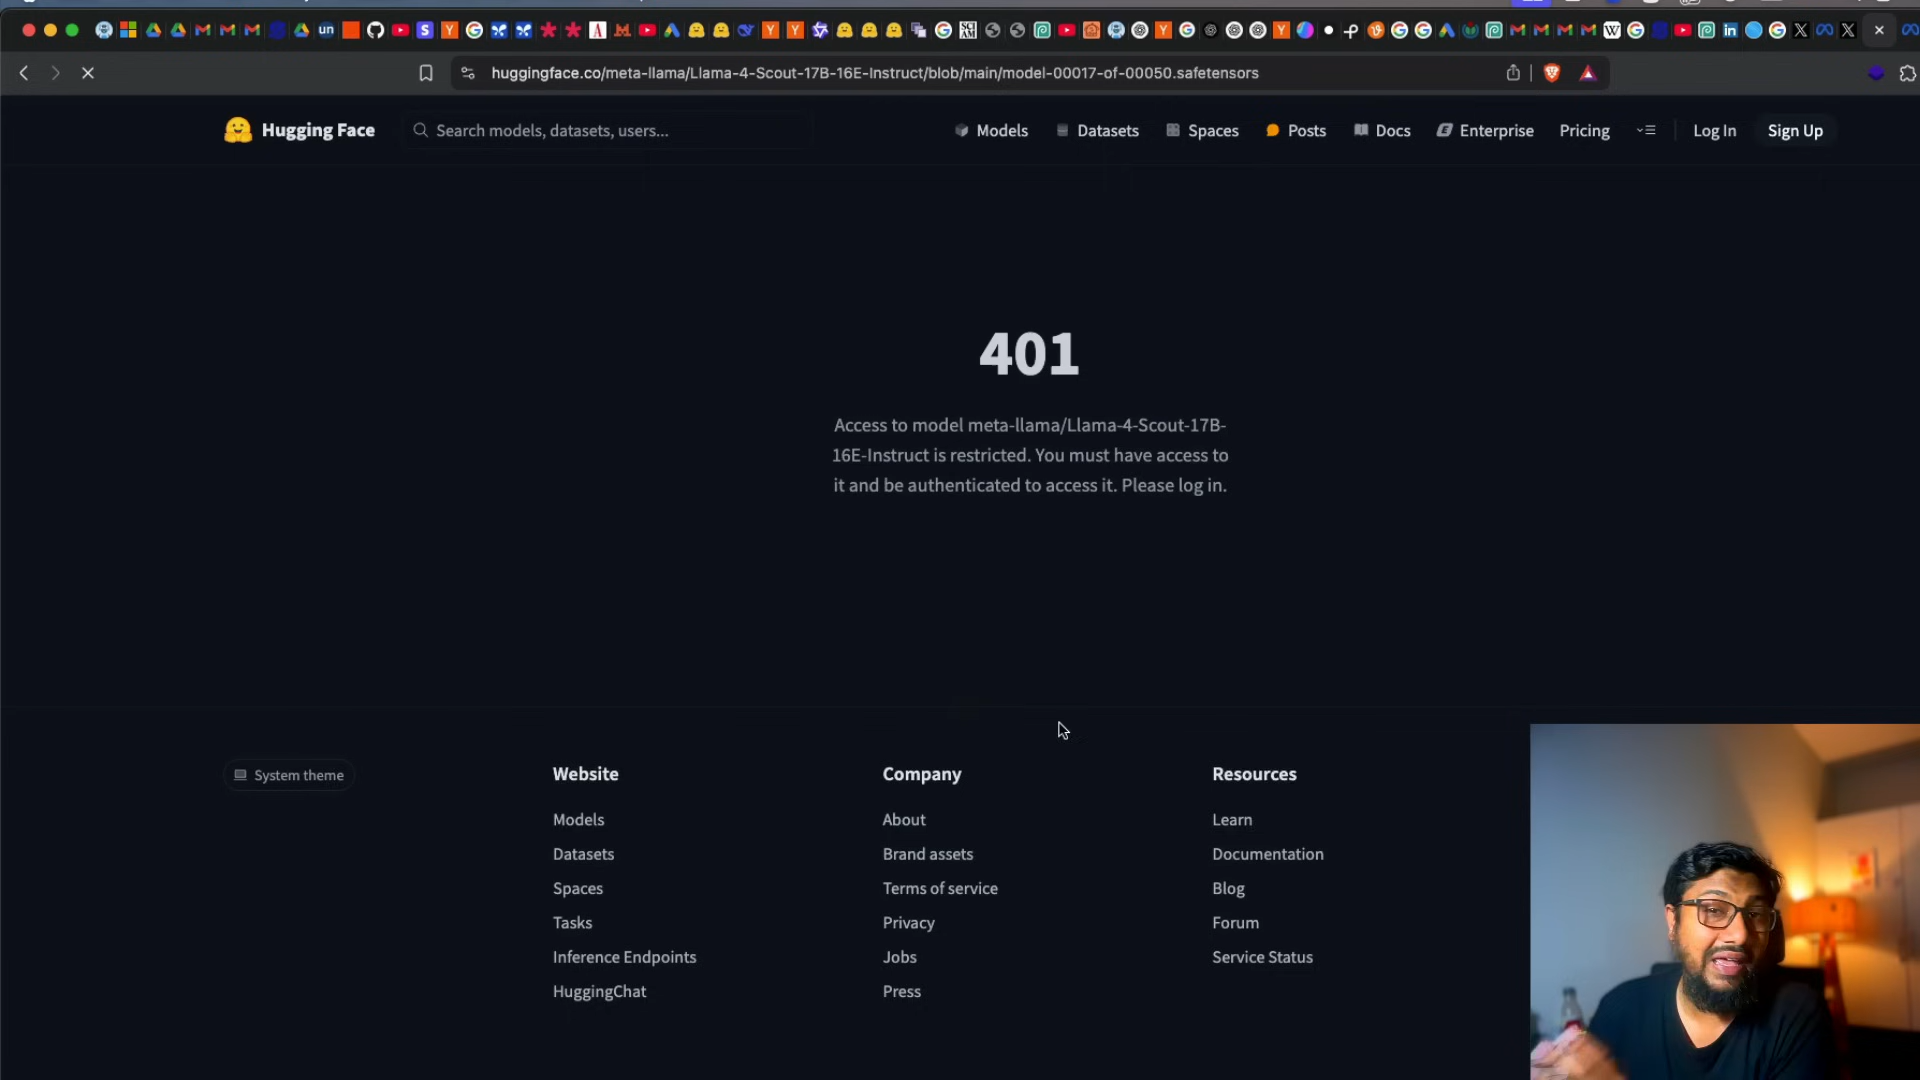 huggingface.co/meta-llama/Llama-4-Scout-17B-16E-Instruct/blob/main/model-00017-of-00050.safetensors
Hugging Face
Search models, datasets, users...
Models
Datasets
Spaces
Posts
Docs
Enterprise
Pricing
Log In
Sign Up
401
Access to model meta-llama/Llama-4-Scout-17B-
16E-Instruct is restricted. You must have access to
it and be authenticated to access it. Please log in.
System theme
Website
Models
Datasets
Spaces
Tasks
Inference Endpoints
HuggingChat
Company
About
Brand assets
Terms of service
Privacy
Jobs
Press
Resources
Learn
Documentation
Blog
Forum
Service Status